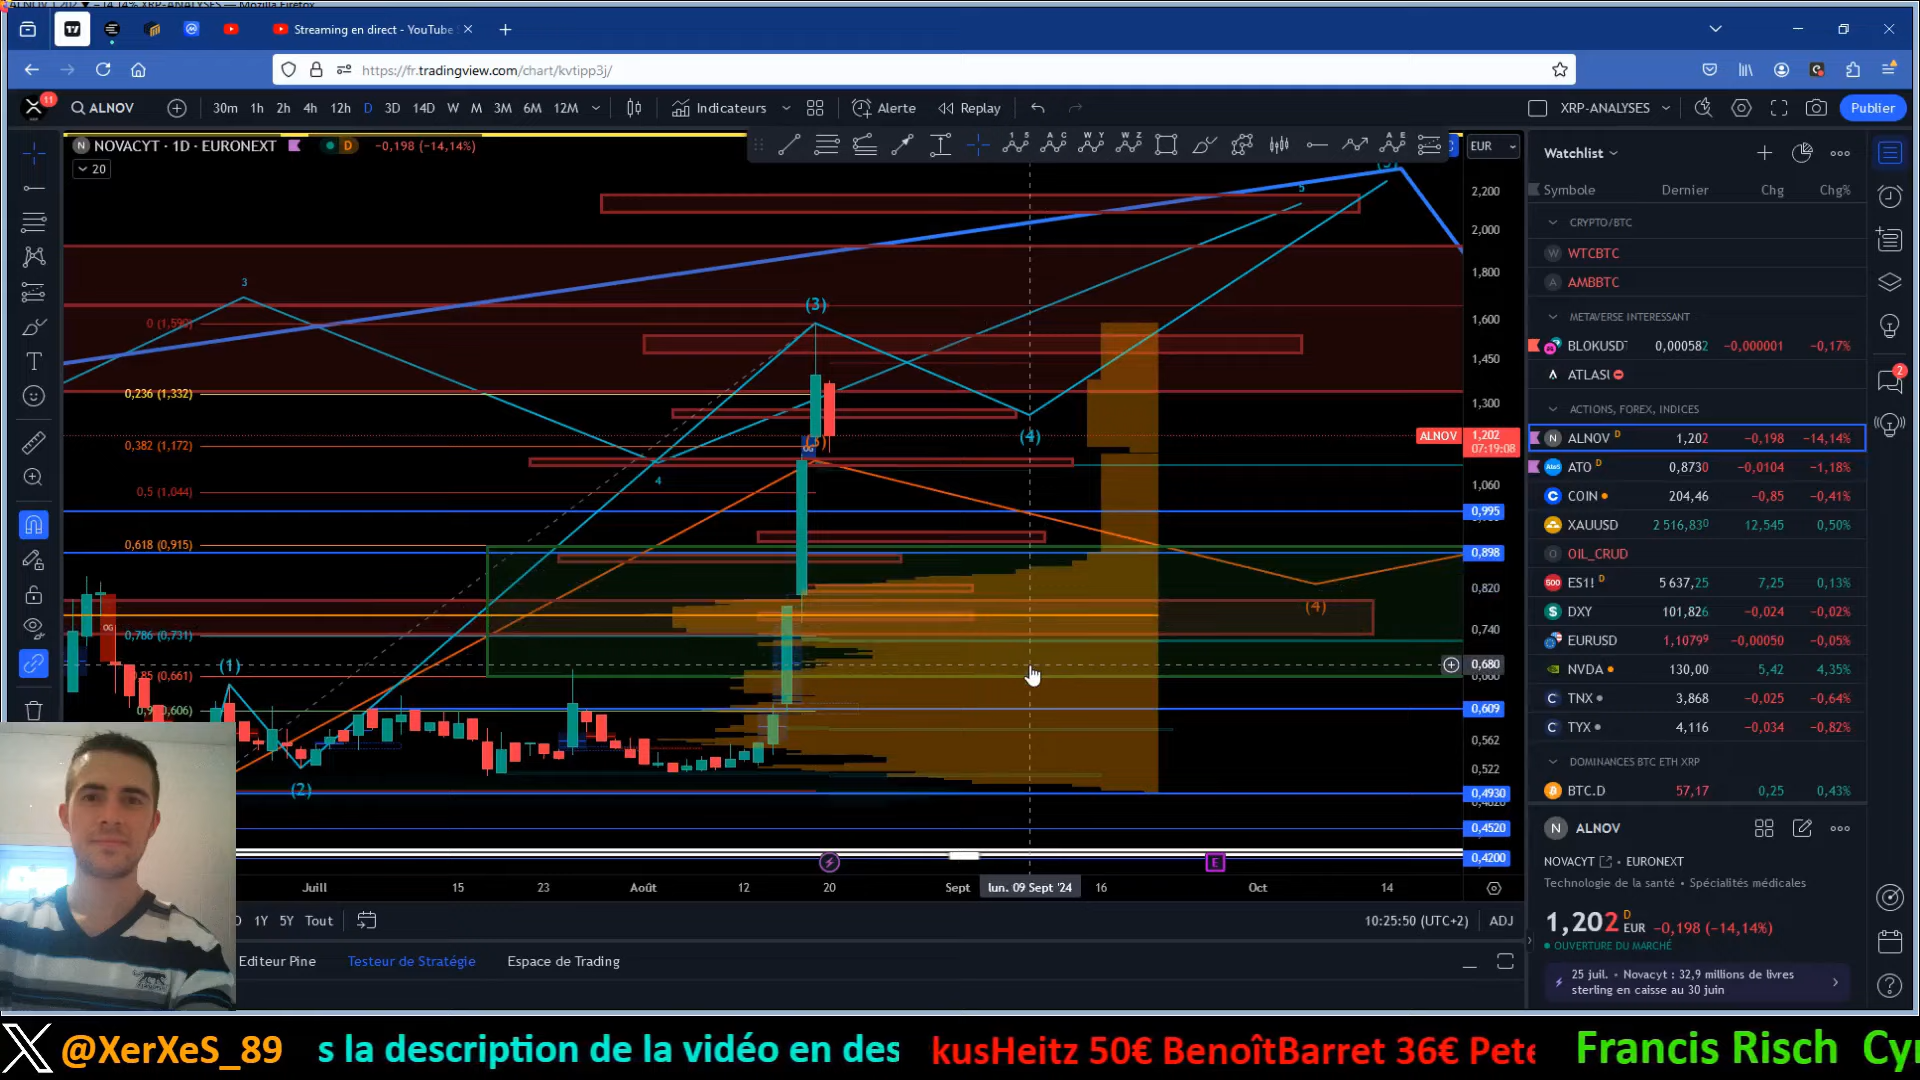 ALNOV 1,202 ▼ −14.14% XRP-ANALYSES — Mozilla Firefox
Streaming en direct - YouTube
https://fr.tradingview.com/chart/kvtipp3j/
11
ALNOV
30m 1h 2h 4h 12h D 3D 14D W M 3M 6M 12M
Indicateurs
Alerte
Replay
XRP-ANALYSES
Publier
NOVACYT · 1D · EURONEXT
D
−0,198 (−14,14%)
20
EUR
2,200
2,000
1,800
1,600
1,450
1,300
ALNOV
1,202
07:19:08
1,060
0,995
0,898
0,820
0,740
0,680
0,609
0,562
0,522
0,4930
0,4520
0,4200
0 (1,590)
0,236 (1,332)
0,382 (1,172)
0,5 (1,044)
0,618 (0,915)
0,786 (0,731)
0,9 (0,606)
3
(3)
5
(4)
4
(4)
(1)
(2)
OG
E
Juill 15 23 Août 12 20 Sept lun. 09 Sept '24 16 Oct 14
1Y 5Y Tout
10:25:50 (UTC+2)
ADJ
Editeur Pine
Testeur de Stratégie
Espace de Trading
Watchlist
Symbole Dernier Chg Chg%
CRYPTO/BTC
WTCBTC
AMBBTC
METAVERSE INTERESSANT
BLOKUSDT 0,000582 −0,000001 −0,17%
ATLASU
ACTIONS, FOREX, INDICES
ALNOV D 1,202 −0,198 −14,14%
ATO D 0,8730 −0,0104 −1,18%
COIN 204,46 −0,85 −0,41%
XAUUSD 2 516,830 12,545 0,50%
OIL_CRUD
ES1! D 5 637,25 7,25 0,13%
DXY 101,826 −0,024 −0,02%
EURUSD 1,10799 −0,00050 −0,05%
NVDA 130,00 5,42 4,35%
TNX 3,868 −0,025 −0,64%
TYX 4,116 −0,034 −0,82%
DOMINANCES BTC ETH XRP
BTC.D 57,17 0,25 0,43%
ALNOV
NOVACYT · EURONEXT
Technologie de la santé · Spécialités médicales
1,202 D EUR −0,198 (−14,14%)
OUVERTURE DU MARCHÉ
25 juil. · Novacyt : 32,9 millions de livres
sterling en caisse au 30 juin
2
@XerXeS_89
s la description de la vidéo en des
kusHeitz 50€ BenoîtBarret 36€ Pete
Francis Risch Cyr